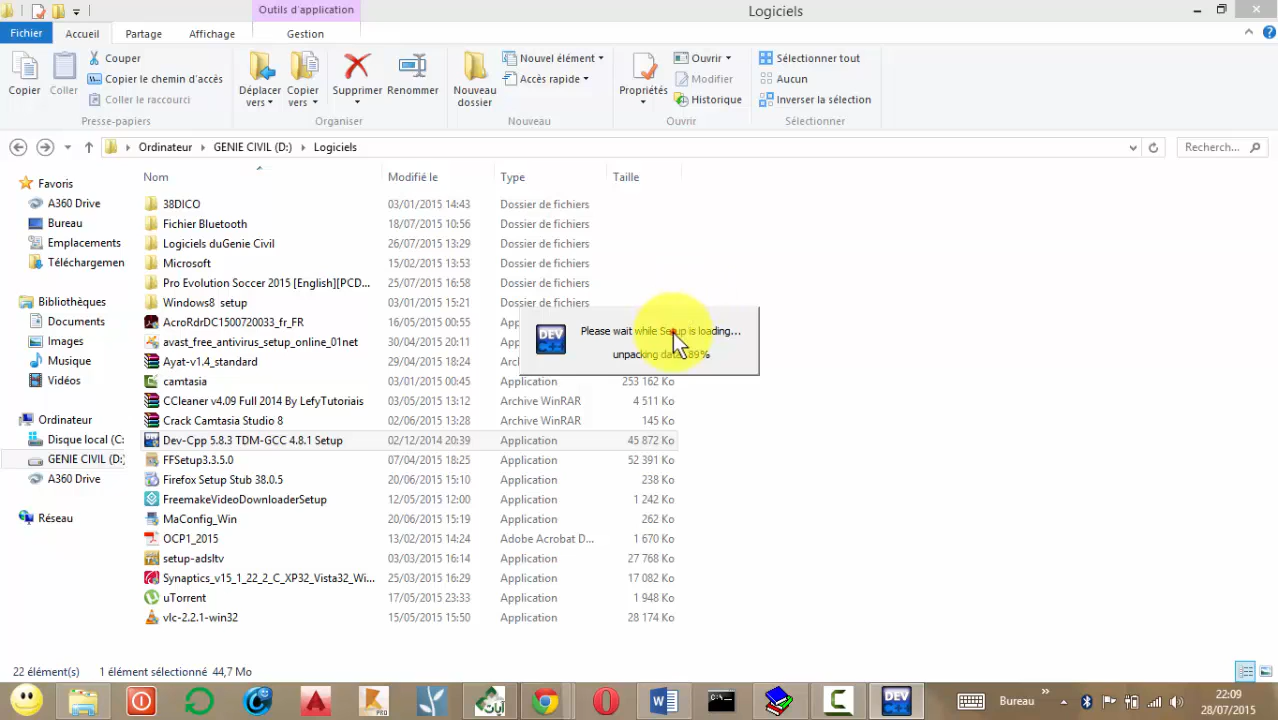 Outils d'application
Logiciels
Fichier Accueil Partage Affichage Gestion
Copier
Coller
Couper
Copier le chemin d'accès
Coller le raccourci
Presse-papiers
Déplacer vers
Copier vers
Supprimer
Renommer
Organiser
Nouveau dossier
Nouvel élément
Accès rapide
Nouveau
Propriétés
Ouvrir
Modifier
Historique
Ouvrir
Sélectionner tout
Aucun
Inverser la sélection
Sélectionner
Ordinateur GENIE CIVIL (D:) Logiciels
Recherch...
Favoris
A360 Drive
Bureau
Emplacements
Téléchargemen
Bibliothèques
Documents
Images
Musique
Vidéos
Ordinateur
Disque local (C:
GENIE CIVIL (D:)
A360 Drive
Réseau
Nom Modifié le Type Taille
38DICO 03/01/2015 14:43 Dossier de fichiers
Fichier Bluetooth 18/07/2015 10:56 Dossier de fichiers
Logiciels duGenie Civil 26/07/2015 13:29 Dossier de fichiers
Microsoft 15/02/2015 13:53 Dossier de fichiers
Pro Evolution Soccer 2015 [English][PCD... 25/07/2015 16:58 Dossier de fichiers
Windows8 setup 03/01/2015 15:21 Dossier de fichiers
AcroRdrDC1500720033_fr_FR 16/05/2015 00:55
avast_free_antivirus_setup_online_01net 30/04/2015 20:11
Ayat-v1.4_standard 29/04/2015 18:24
camtasia 03/01/2015 00:45 Application 253 162 Ko
CCleaner v4.09 Full 2014 By LefyTutoriais 03/05/2015 13:12 Archive WinRAR 4 511 Ko
Crack Camtasia Studio 8 02/06/2015 13:28 Archive WinRAR 145 Ko
Dev-Cpp 5.8.3 TDM-GCC 4.8.1 Setup 02/12/2014 20:39 Application 45 872 Ko
FFSetup3.3.5.0 07/04/2015 18:25 Application 52 391 Ko
Firefox Setup Stub 38.0.5 20/06/2015 15:10 Application 238 Ko
FreemakeVideoDownloaderSetup 12/05/2015 12:00 Application 1 242 Ko
MaConfig_Win 20/06/2015 15:19 Application 262 Ko
OCP1_2015 13/02/2015 14:24 Adobe Acrobat D... 1 670 Ko
setup-adsltv 03/03/2015 16:14 Application 27 768 Ko
Synaptics_v15_1_22_2_C_XP32_Vista32_Wi... 25/03/2015 16:29 Application 17 082 Ko
uTorrent 17/05/2015 23:33 Application 1 948 Ko
vlc-2.2.1-win32 15/05/2015 15:50 Application 28 174 Ko
DEV
Please wait while Setup is loading...
unpacking data: 89%
22 élément(s) 1 élément sélectionné 44,7 Mo
PRO
DEV
Bureau
22:09
28/07/2015